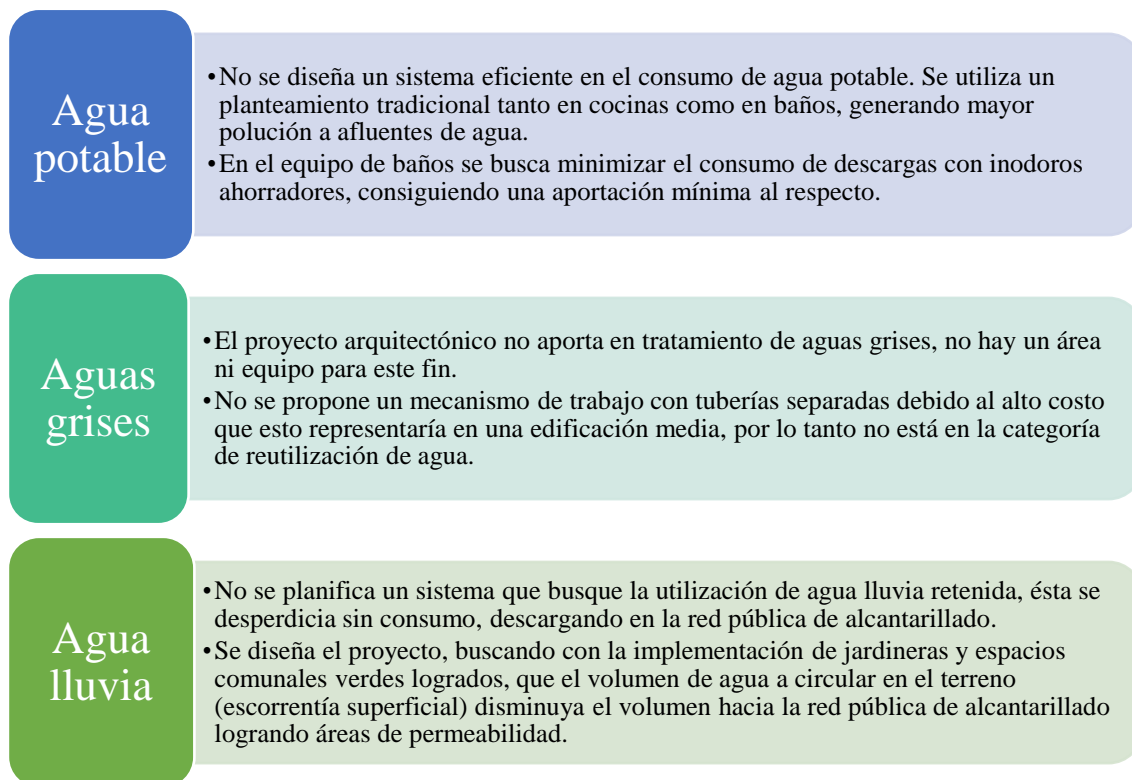 Agua
potable
•No se diseña un sistema eficiente en el consumo de agua potable. Se utiliza un
planteamiento tradicional tanto en cocinas como en baños, generando mayor
polución a afluentes de agua.
•En el equipo de baños se busca minimizar el consumo de descargas con inodoros
ahorradores, consiguiendo una aportación mínima al respecto.
Aguas
grises
•El proyecto arquitectónico no aporta en tratamiento de aguas grises, no hay un área
ni equipo para este fin.
•No se propone un mecanismo de trabajo con tuberías separadas debido al alto costo
que esto representaría en una edificación media, por lo tanto no está en la categoría
de reutilización de agua.
Agua
lluvia
•No se planifica un sistema que busque la utilización de agua lluvia retenida, ésta se
desperdicia sin consumo, descargando en la red pública de alcantarillado.
•Se diseña el proyecto, buscando con la implementación de jardineras y espacios
comunales verdes logrados, que el volumen de agua a circular en el terreno
(escorrentía superficial) disminuya el volumen hacia la red pública de alcantarillado
logrando áreas de permeabilidad.